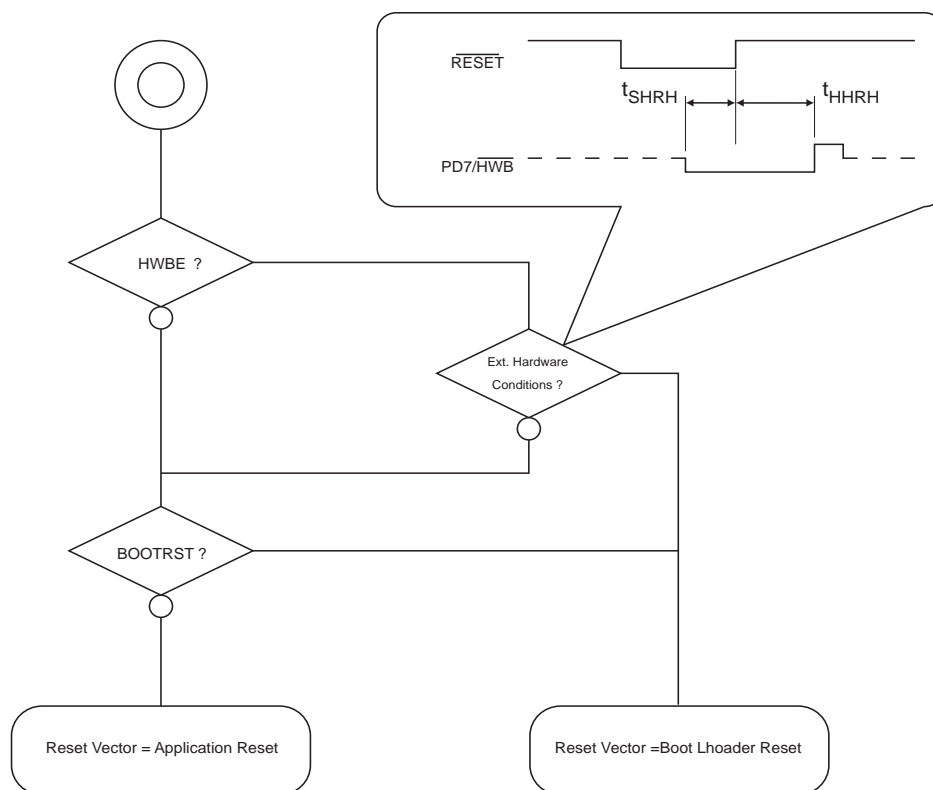 RESET
tSHRH
tHHRH
PD7/HWB
HWBE ?
Ext. Hardware
Conditions ?
BOOTRST ?
Reset Vector = Application Reset
Reset Vector =Boot Lhoader Reset